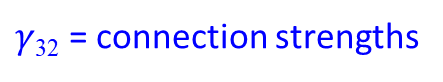 γ32 = connection strengths